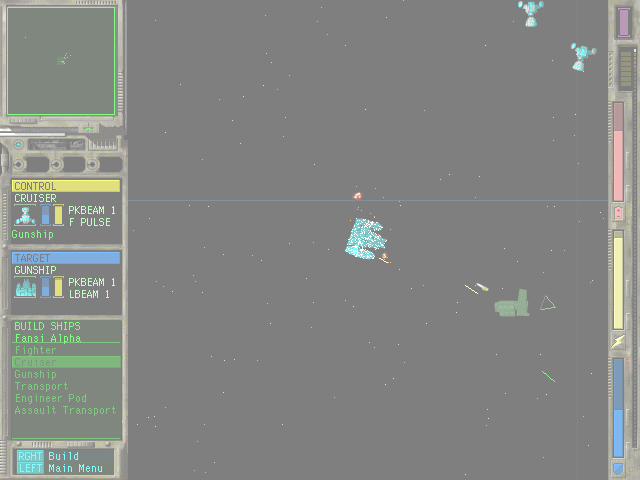 CONTROL
CRUISER
PKBEAM 1
F PULSE
Gunship
TARGET
GUNSHIP
PKBEAM 1
LBEAM 1
BUILD SHIPS
Fansi Alpha
Fighter
Cruiser
Gunship
Transport
Engineer Pod
Assault Transport
RGHT Build
LEFT Main Menu